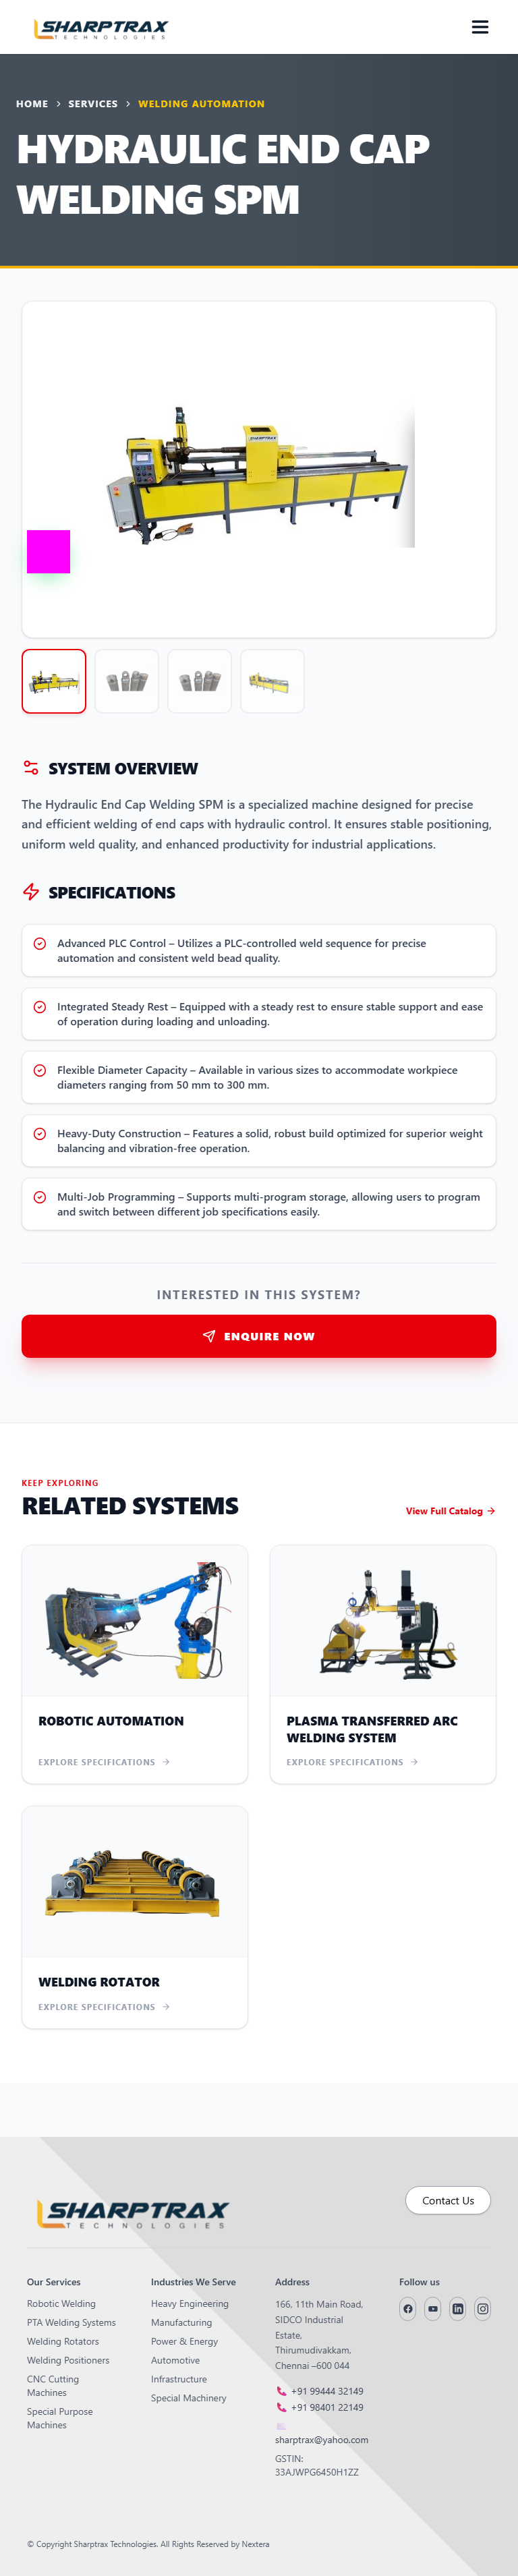 SHARPTRAX
TECHNOLOGIES
HOME > SERVICES > WELDING AUTOMATION
HYDRAULIC END CAP
WELDING SPM
SHARPTRAX
SYSTEM OVERVIEW
The Hydraulic End Cap Welding SPM is a specialized machine designed for precise
and efficient welding of end caps with hydraulic control. It ensures stable positioning,
uniform weld quality, and enhanced productivity for industrial applications.
SPECIFICATIONS
Advanced PLC Control – Utilizes a PLC-controlled weld sequence for precise
automation and consistent weld bead quality.
Integrated Steady Rest – Equipped with a steady rest to ensure stable support and ease
of operation during loading and unloading.
Flexible Diameter Capacity – Available in various sizes to accommodate workpiece
diameters ranging from 50 mm to 300 mm.
Heavy-Duty Construction – Features a solid, robust build optimized for superior weight
balancing and vibration-free operation.
Multi-Job Programming – Supports multi-program storage, allowing users to program
and switch between different job specifications easily.
INTERESTED IN THIS SYSTEM?
ENQUIRE NOW
KEEP EXPLORING
RELATED SYSTEMS
View Full Catalog →
ROBOTIC AUTOMATION
EXPLORE SPECIFICATIONS →
PLASMA TRANSFERRED ARC
WELDING SYSTEM
EXPLORE SPECIFICATIONS →
WELDING ROTATOR
EXPLORE SPECIFICATIONS →
SHARPTRAX
TECHNOLOGIES
Contact Us
Our Services
Robotic Welding
PTA Welding Systems
Welding Rotators
Welding Positioners
CNC Cutting
Machines
Special Purpose
Machines
Industries We Serve
Heavy Engineering
Manufacturing
Power & Energy
Automotive
Infrastructure
Special Machinery
Address
166, 11th Main Road,
SIDCO Industrial
Estate,
Thirumudivakkam,
Chennai –600 044
+91 99444 32149
+91 98401 22149
sharptrax@yahoo.com
GSTIN:
33AJWPG6450H1ZZ
Follow us
© Copyright Sharptrax Technologies. All Rights Reserved by Nextera